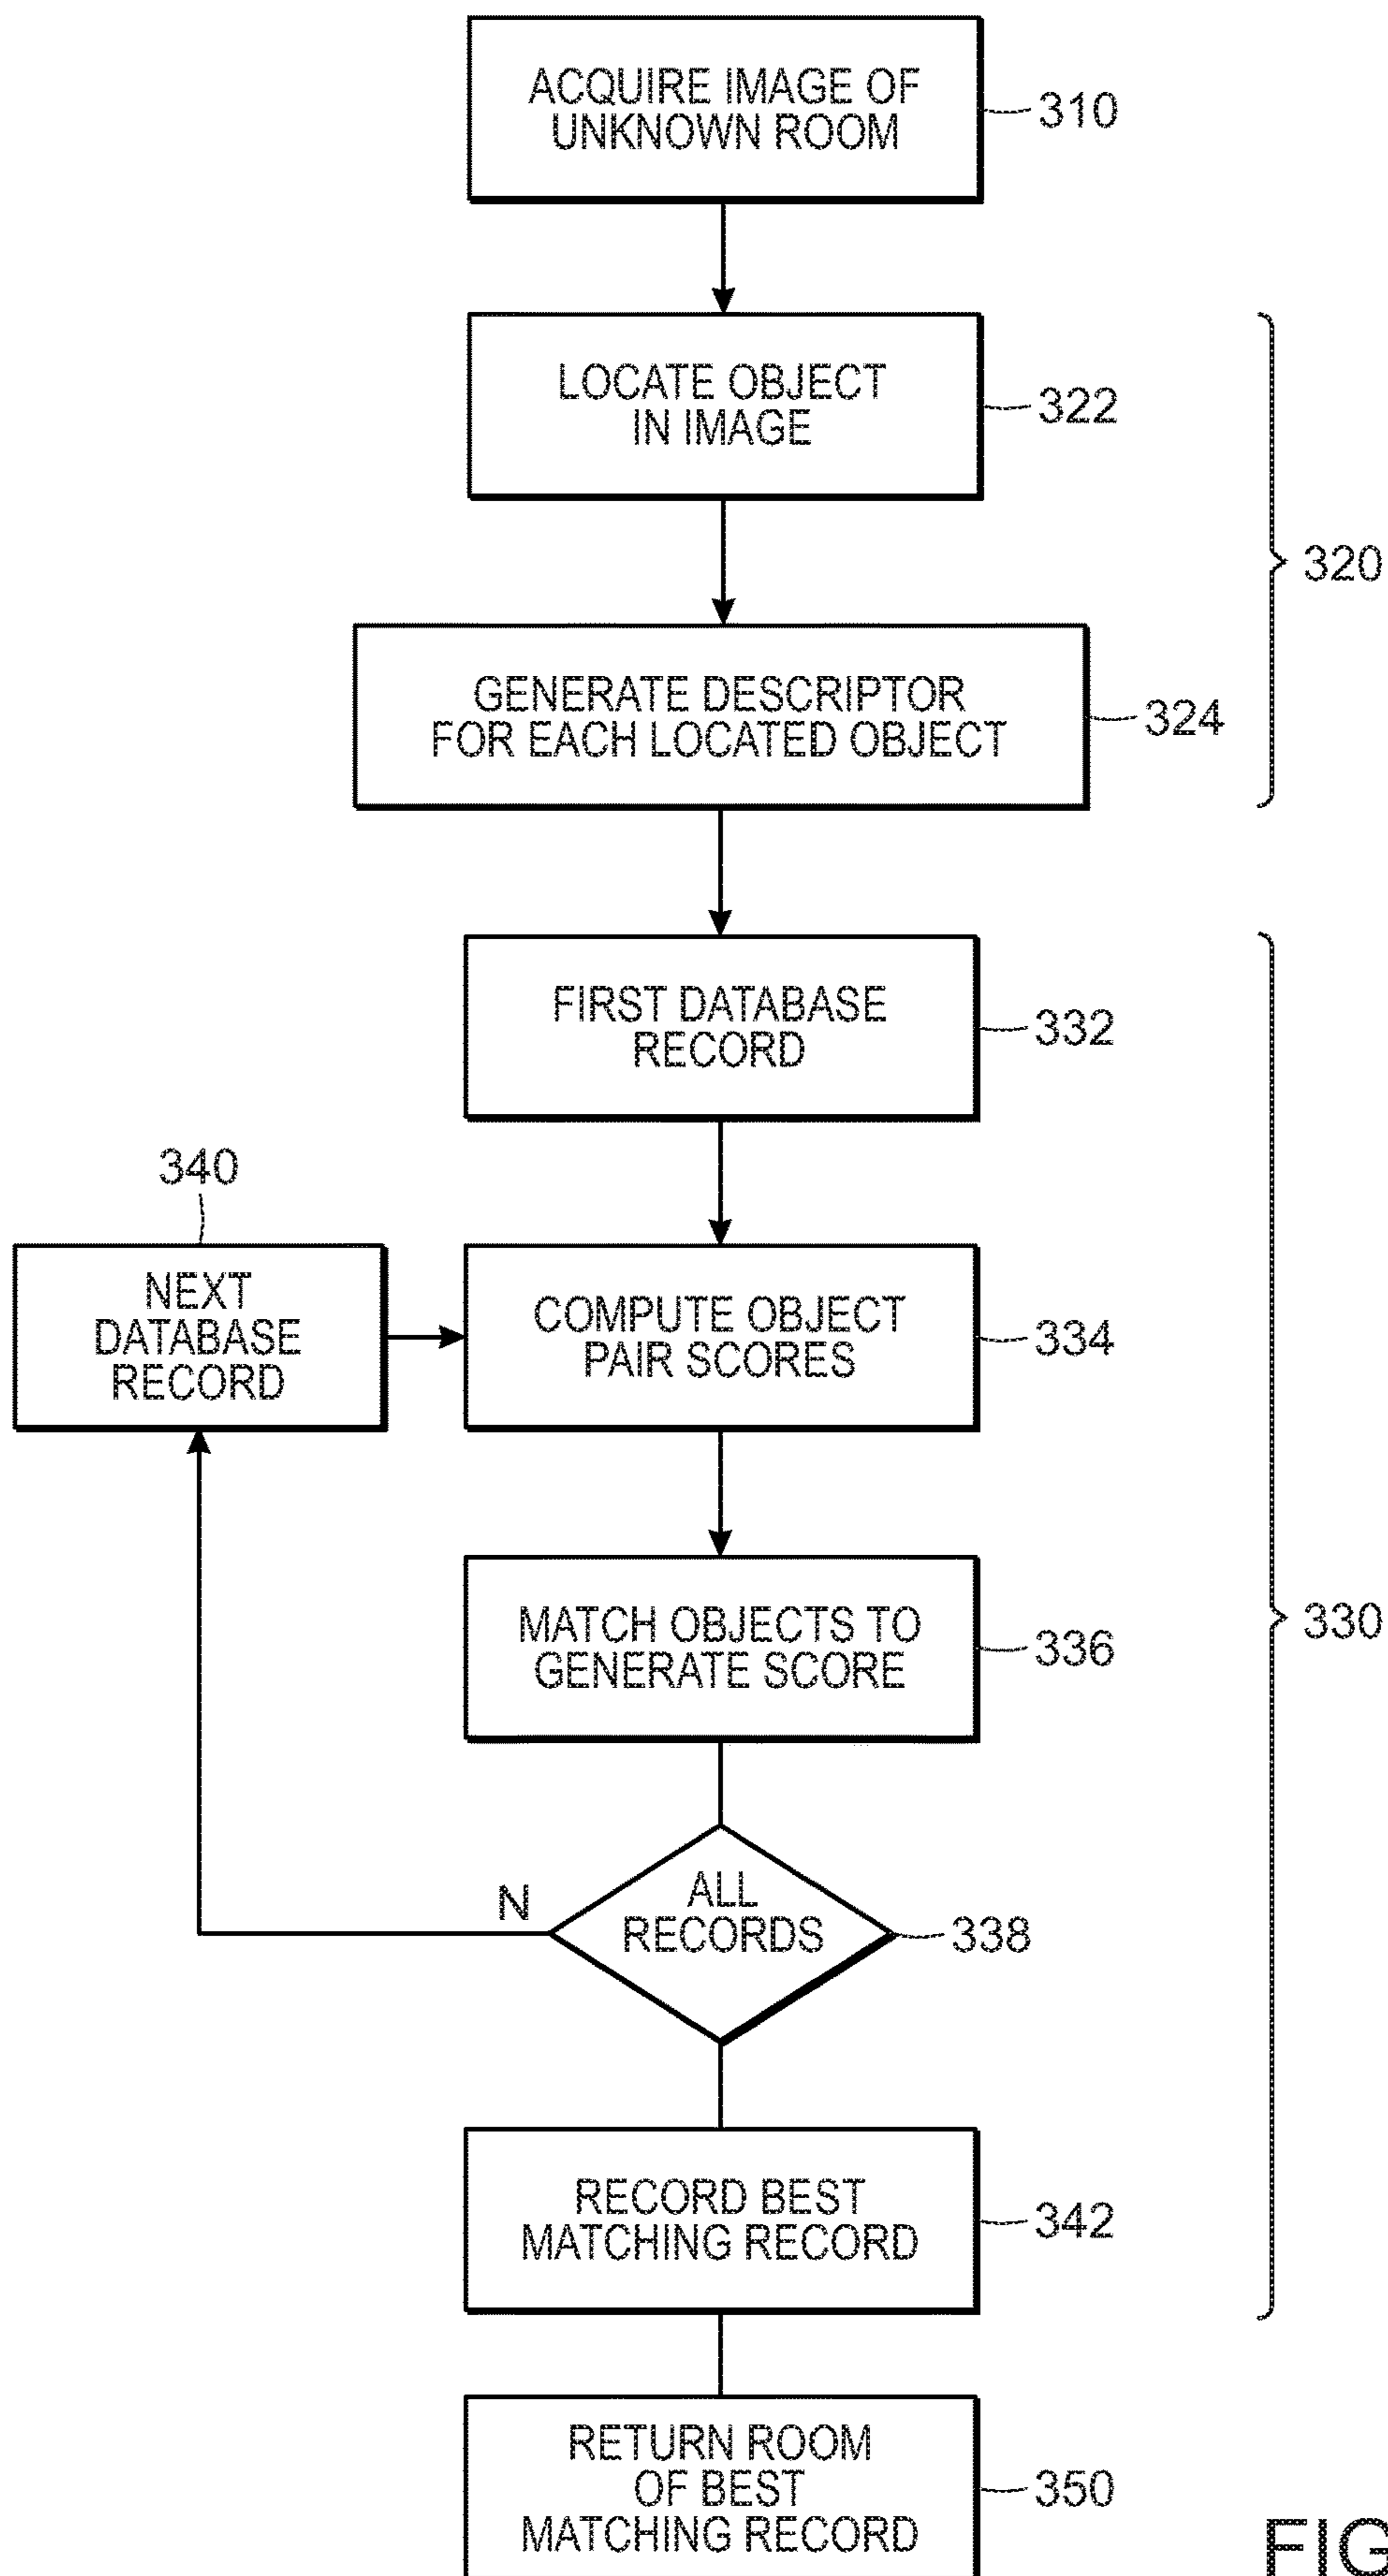 ACQUIRE IMAGE OF
UNKNOWN ROOM
310
LOCATE OBJECT
IN IMAGE
322
320
GENERATE DESCRIPTOR
FOR EACH LOCATED OBJECT
324
FIRST DATABASE
RECORD
332
340
NEXT
DATABASE
RECORD
COMPUTE OBJECT
PAIR SCORES
334
MATCH OBJECTS TO
GENERATE SCORE
336
330
N
ALL
RECORDS
338
RECORD BEST
MATCHING RECORD
342
RETURN ROOM
OF BEST
MATCHING RECORD
350
FIG